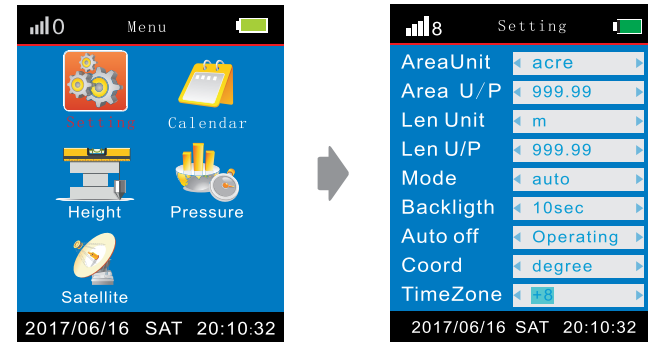 0 Menu
Setting Calendar
Height Pressure
Satellite
2017/06/16 SAT 20:10:32
8 Setting
AreaUnit acre
Area U/P 999.99
Len Unit m
Len U/P 999.99
Mode auto
Backligth 10sec
Auto off Operating
Coord degree
TimeZone +8
2017/06/16 SAT 20:10:32